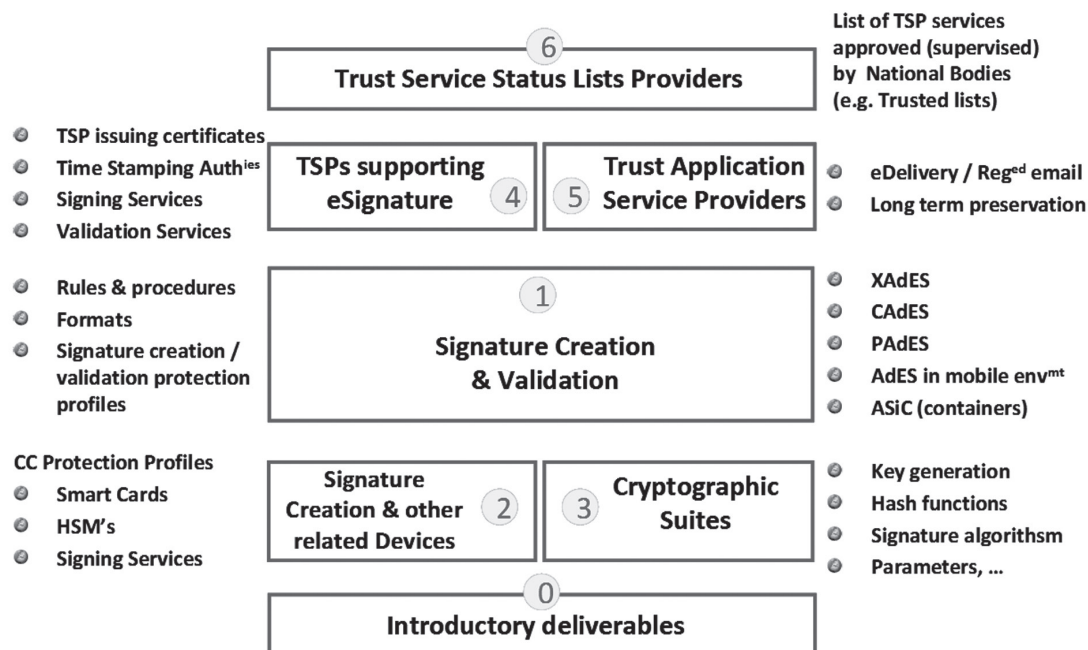 6
Trust Service Status Lists Providers
List of TSP services
approved (supervised)
by National Bodies
(e.g. Trusted lists)
TSP issuing certificates
Time Stamping Authies
Signing Services
Validation Services
TSPs supporting
eSignature
4
5
Trust Application
Service Providers
eDelivery / Reged email
Long term preservation
Rules & procedures
Formats
Signature creation /
validation protection
profiles
1
Signature Creation
& Validation
XAdES
CAdES
PAdES
AdES in mobile envmt
ASiC (containers)
CC Protection Profiles
Smart Cards
HSM's
Signing Services
Signature
Creation & other
related Devices
2
3
Cryptographic
Suites
Key generation
Hash functions
Signature algorithsm
Parameters, ...
0
Introductory deliverables